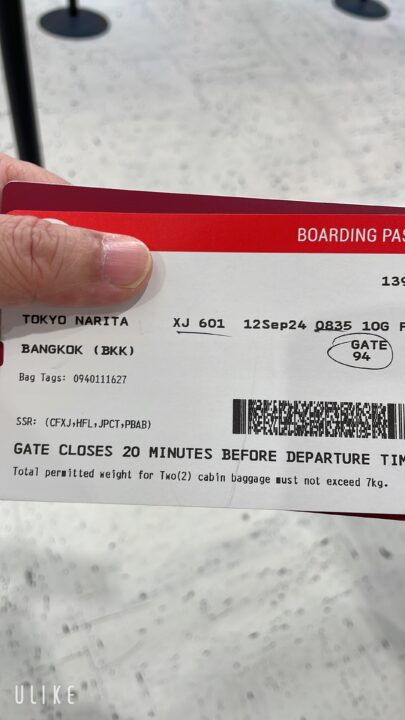 BOARDING PAS
139
TOKYO NARITA XJ 601 12Sep24 0835 10G F
BANGKOK (BKK) GATE
94
Bag Tags: 0940111627
SSR: (CFXJ,HFL,JPCT,PBAB)
GATE CLOSES 20 MINUTES BEFORE DEPARTURE TIM
Total permitted weight for Two(2) cabin baggage must not exceed 7kg.
ULIKE